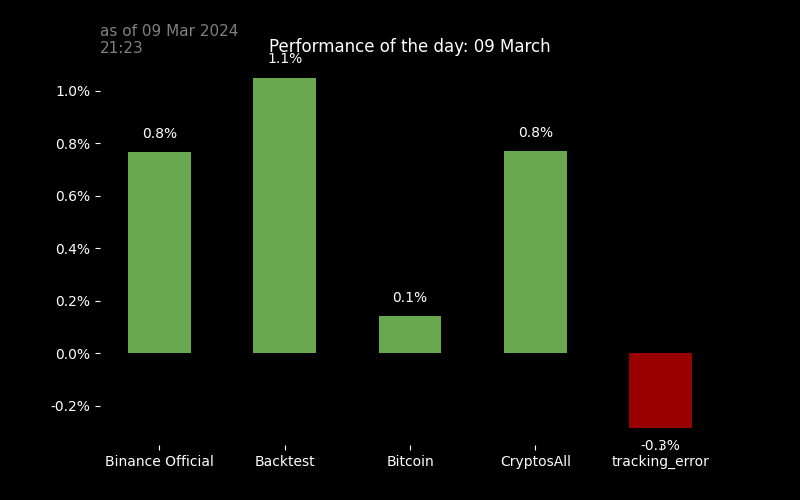 as of 09 Mar 2024
21:23
Performance of the day: 09 March
1.1%
1.0%
0.8%
0.8%
0.8%
0.6%
0.4%
0.2%
0.1%
0.0%
-0.2%
-0.3%
Binance Official
Backtest
Bitcoin
CryptosAll
tracking_error